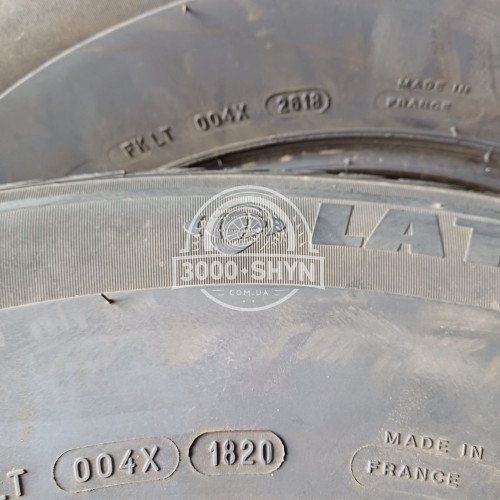 FK LT 004X 2618
MADE IN
FRANCE
LAT
3000·SHYN
COM.UA
LT 004X 1820
MADE IN
FRANCE